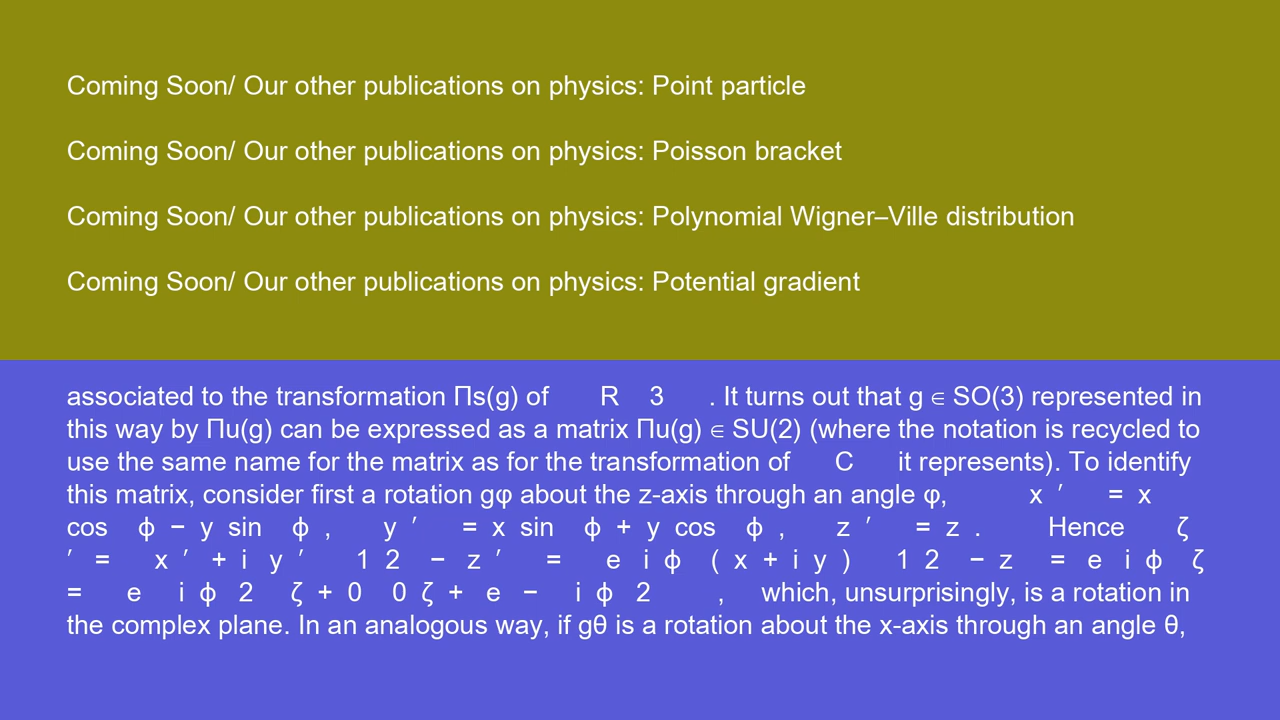 Coming Soon/ Our other publications on physics: Point particle
Coming Soon/ Our other publications on physics: Poisson bracket
Coming Soon/ Our other publications on physics: Polynomial Wigner–Ville distribution
Coming Soon/ Our other publications on physics: Potential gradient
associated to the transformation Πs(g) of R 3 . It turns out that g ∈ SO(3) represented in
this way by Πu(g) can be expressed as a matrix Πu(g) ∈ SU(2) (where the notation is recycled to
use the same name for the matrix as for the transformation of C it represents). To identify
this matrix, consider first a rotation gφ about the z-axis through an angle φ, x ′ = x
cos ϕ − y sin ϕ , y ′ = x sin ϕ + y cos ϕ , z ′ = z . Hence ζ
′ = x ′ + i y ′ 1 2 − z ′ = e i ϕ ( x + i y ) 1 2 − z = e i ϕ ζ
= e i ϕ 2 ζ + 0 0 ζ + e − i ϕ 2 , which, unsurprisingly, is a rotation in
the complex plane. In an analogous way, if gθ is a rotation about the x-axis through an angle θ,